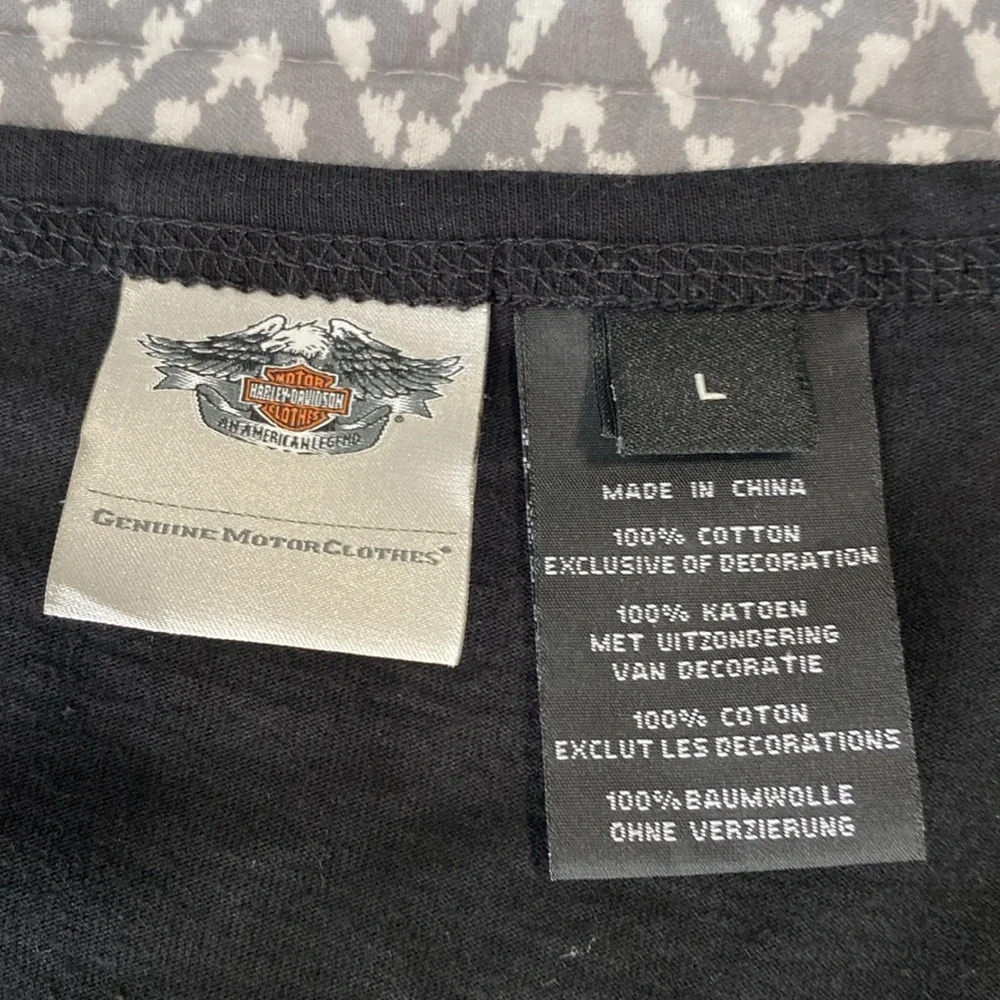 MOTOR
HARLEY-DAVIDSON
CLOTHES
AN AMERICAN LEGEND
®
GENUINE MOTORCLOTHES®
L
MADE IN CHINA
100% COTTON
EXCLUSIVE OF DECORATION
100% KATOEN
MET UITZONDERING
VAN DECORATIE
100% COTON
EXCLUT LES DECORATIONS
100% BAUMWOLLE
OHNE VERZIERUNG